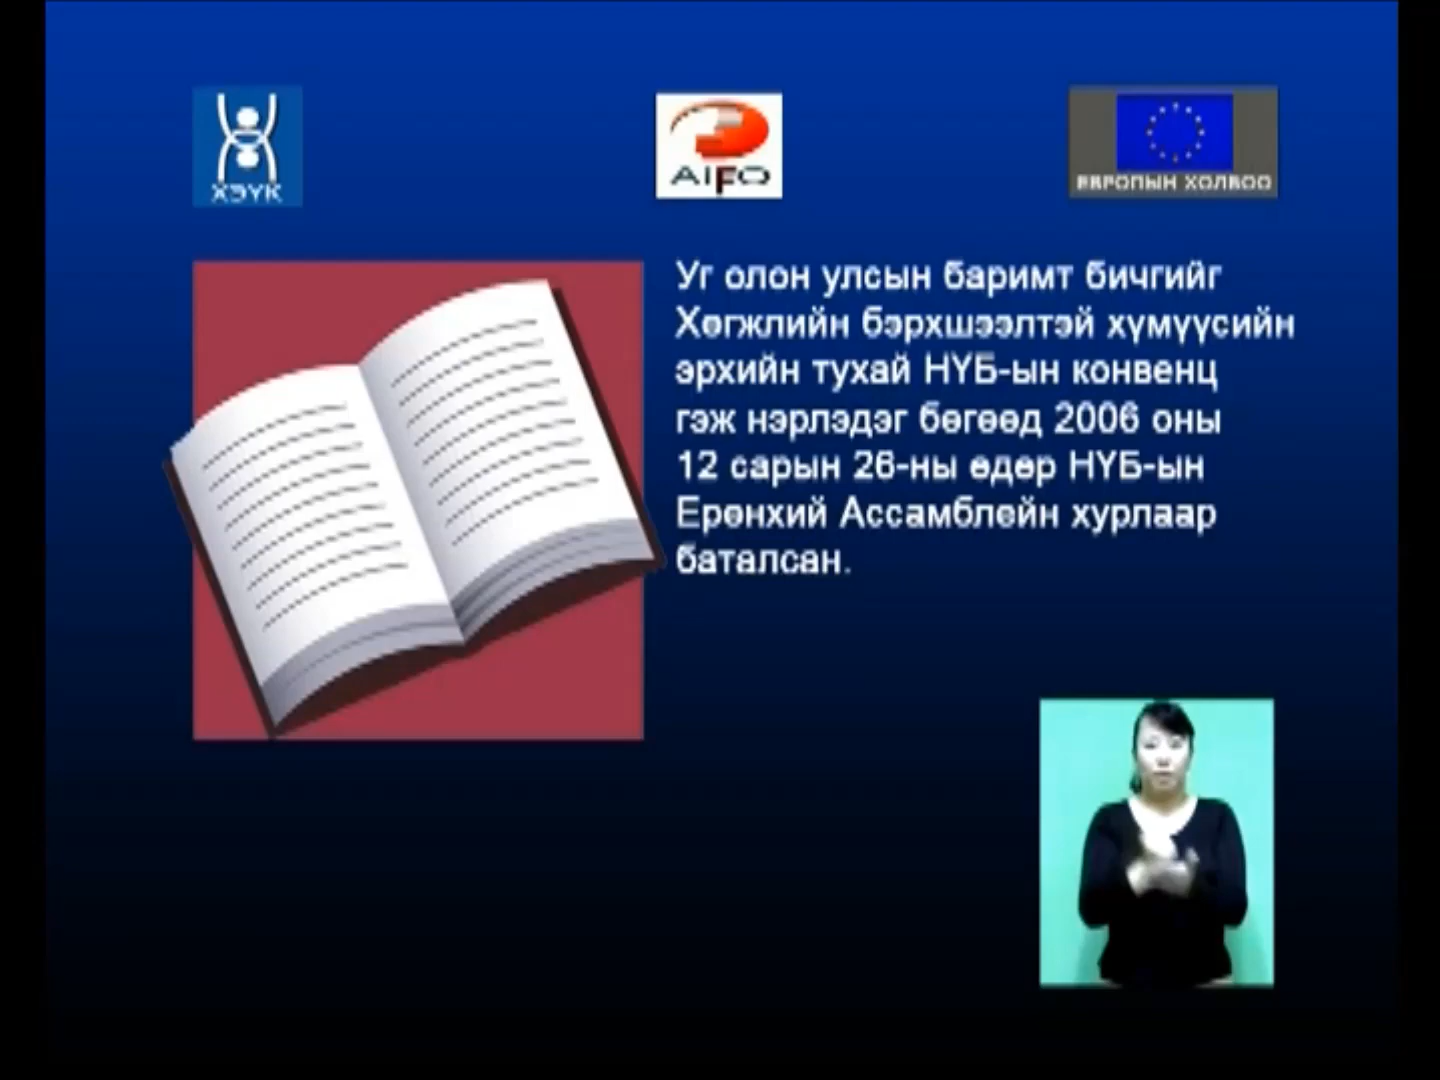 ХЭҮК
AIFO
ЕВРОПЫН ХОЛБОО
Уг олон улсын баримт бичгийг
Хөгжлийн бэрхшээлтэй хүмүүсийн
эрхийн тухай НҮБ-ын конвенц
гэж нэрлэдэг бөгөөд 2006 оны
12 сарын 26-ны өдөр НҮБ-ын
Ерөнхий Ассамблейн хурлаар
баталсан.